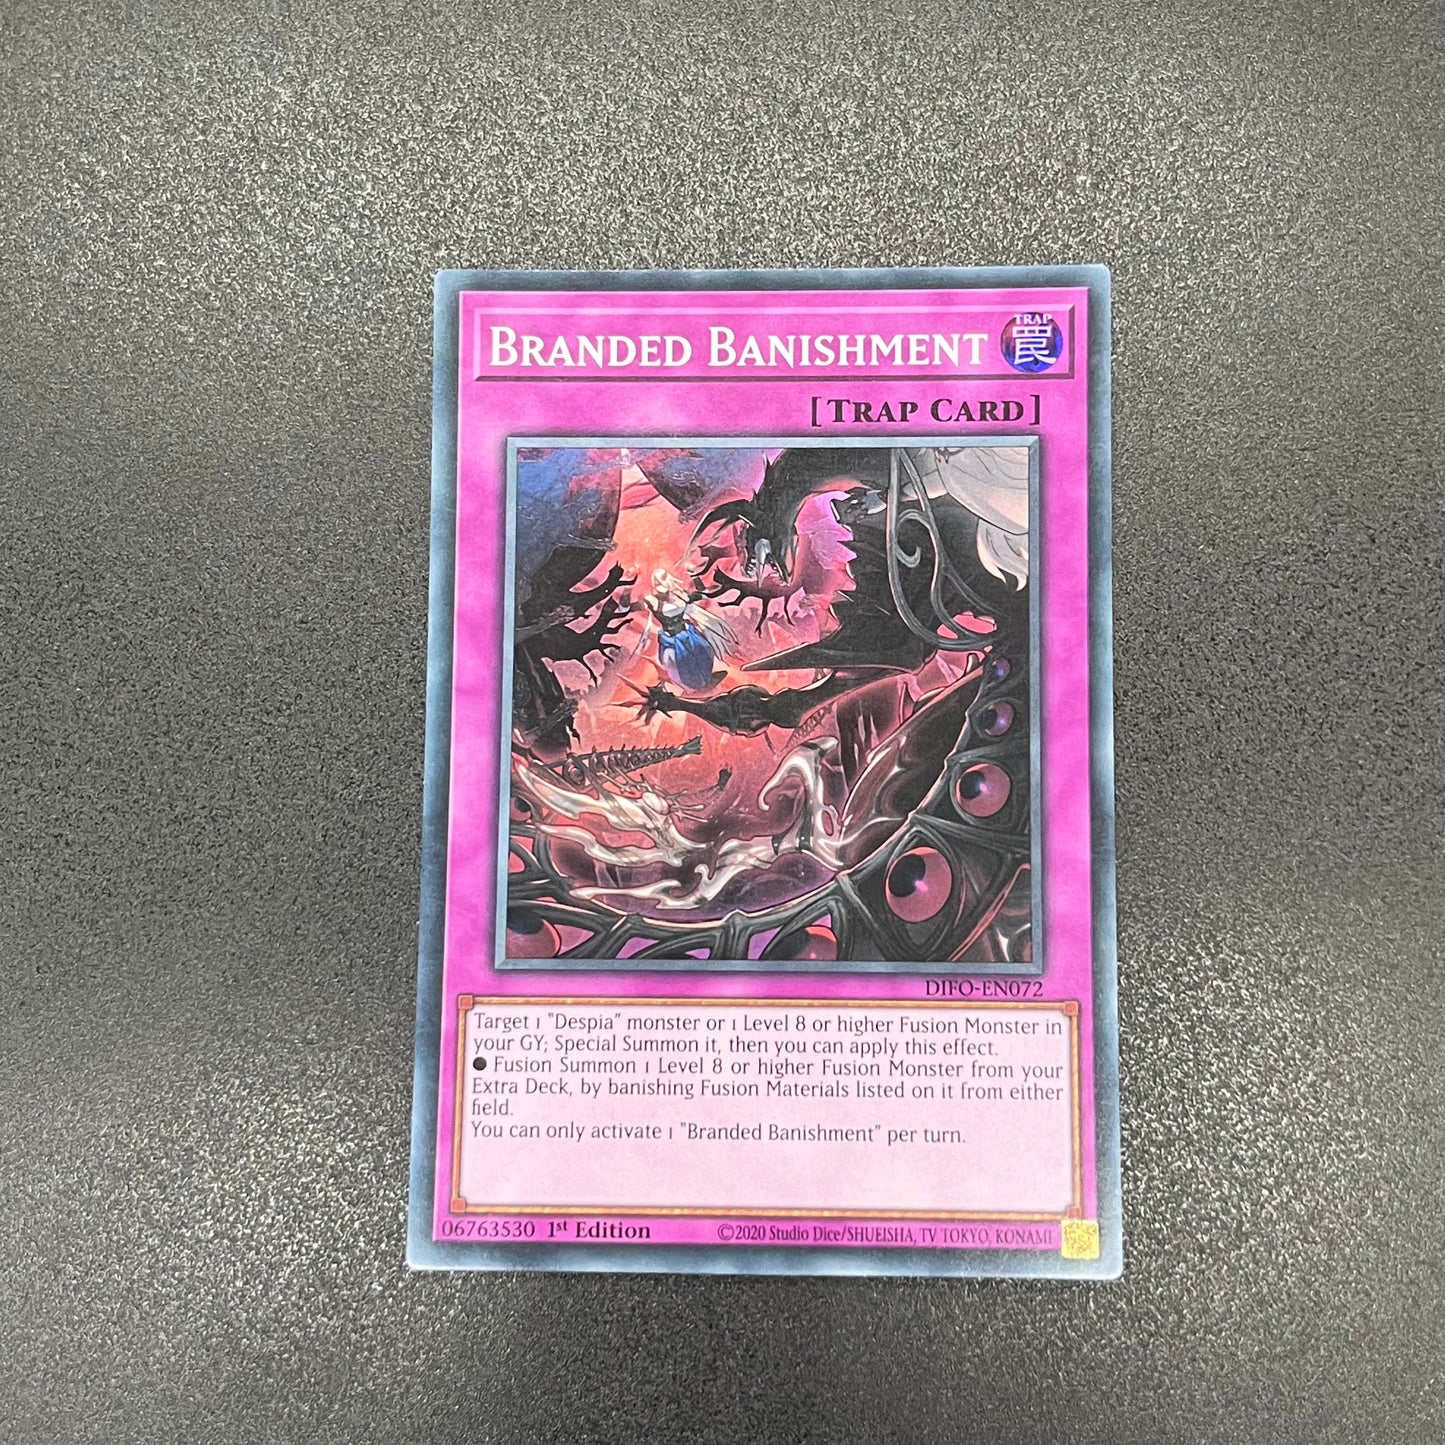 BRANDED BANISHMENT
TRAP
罠
[TRAP CARD]
DIFO-EN072
Target 1 "Despia" monster or 1 Level 8 or higher Fusion Monster in
your GY; Special Summon it, then you can apply this effect.
● Fusion Summon 1 Level 8 or higher Fusion Monster from your
Extra Deck, by banishing Fusion Materials listed on it from either
field.
You can only activate 1 "Branded Banishment" per turn.
06763530 1st Edition ©2020 Studio Dice/SHUEISHA, TV TOKYO, KONAMI